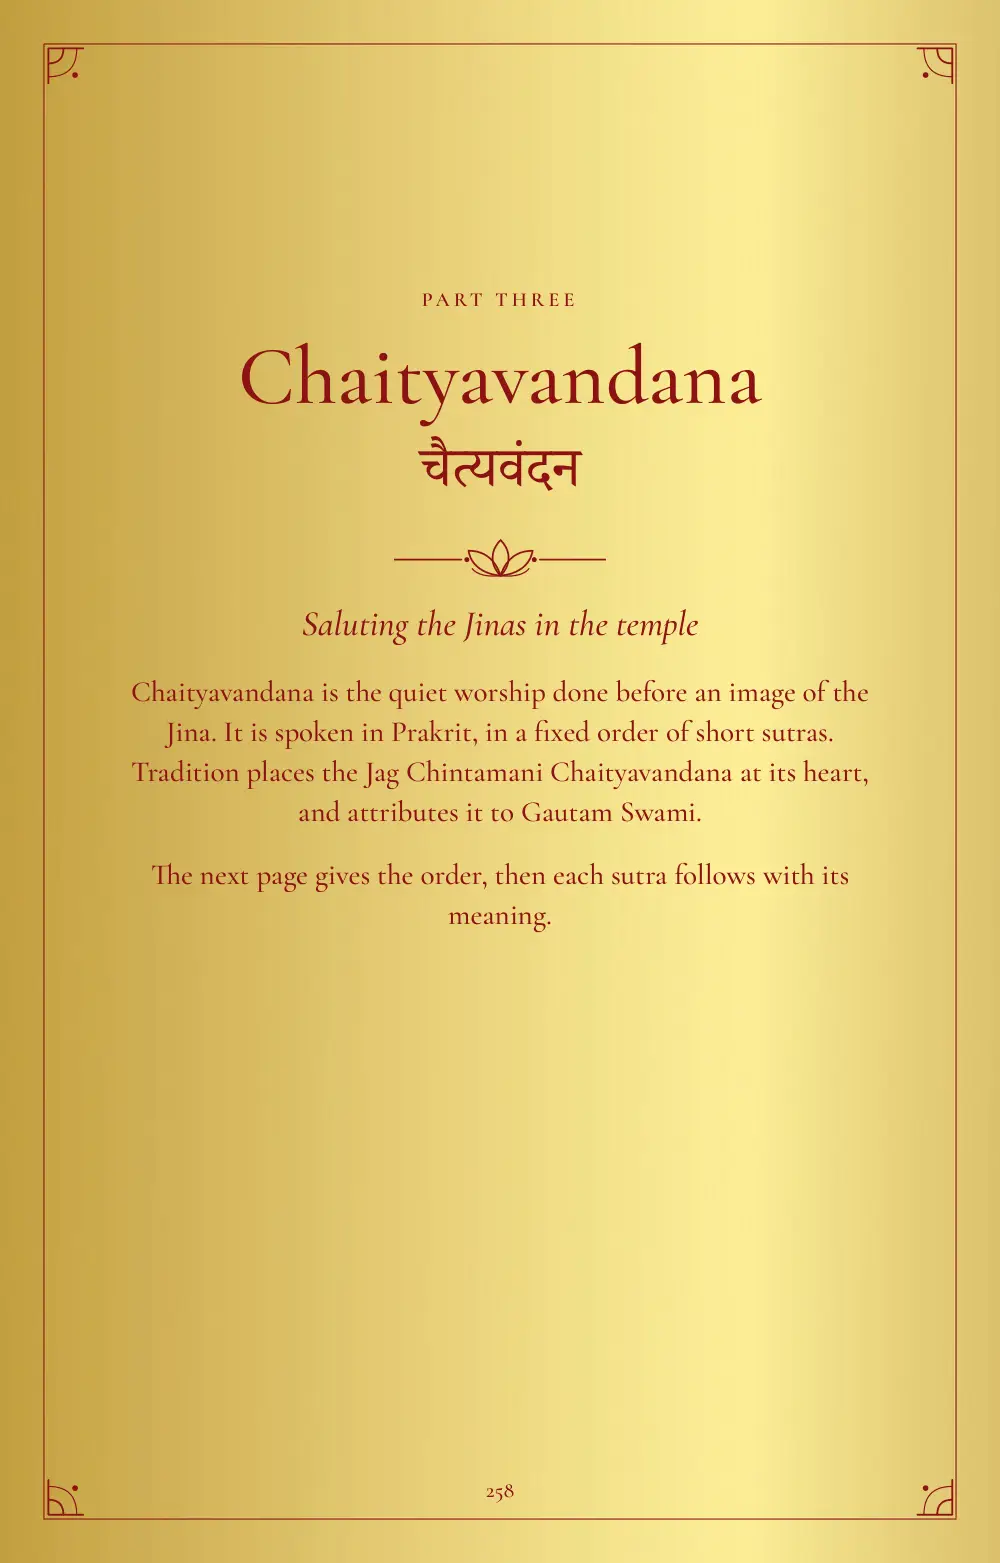 PART THREE
Chaityavandana
चैत्यवंदन
Saluting the Jinas in the temple
Chaityavandana is the quiet worship done before an image of the
Jina. It is spoken in Prakrit, in a fixed order of short sutras.
Tradition places the Jag Chintamani Chaityavandana at its heart,
and attributes it to Gautam Swami.
The next page gives the order, then each sutra follows with its
meaning.
258